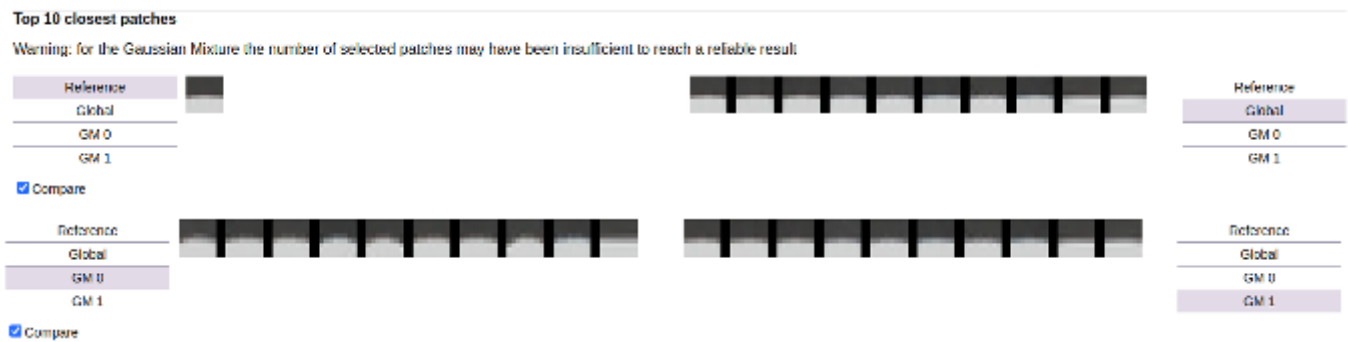 Top 10 closest patches
Warning: for the Gaussian Mixture the number of selected patches may have been insufficient to reach a reliable result
Reference
Global
GM 0
GM 1
Compare
Reference
Global
GM 0
GM 1
Reference
Global
GM 0
GM 1
Compare
Reference
Global
GM 0
GM 1